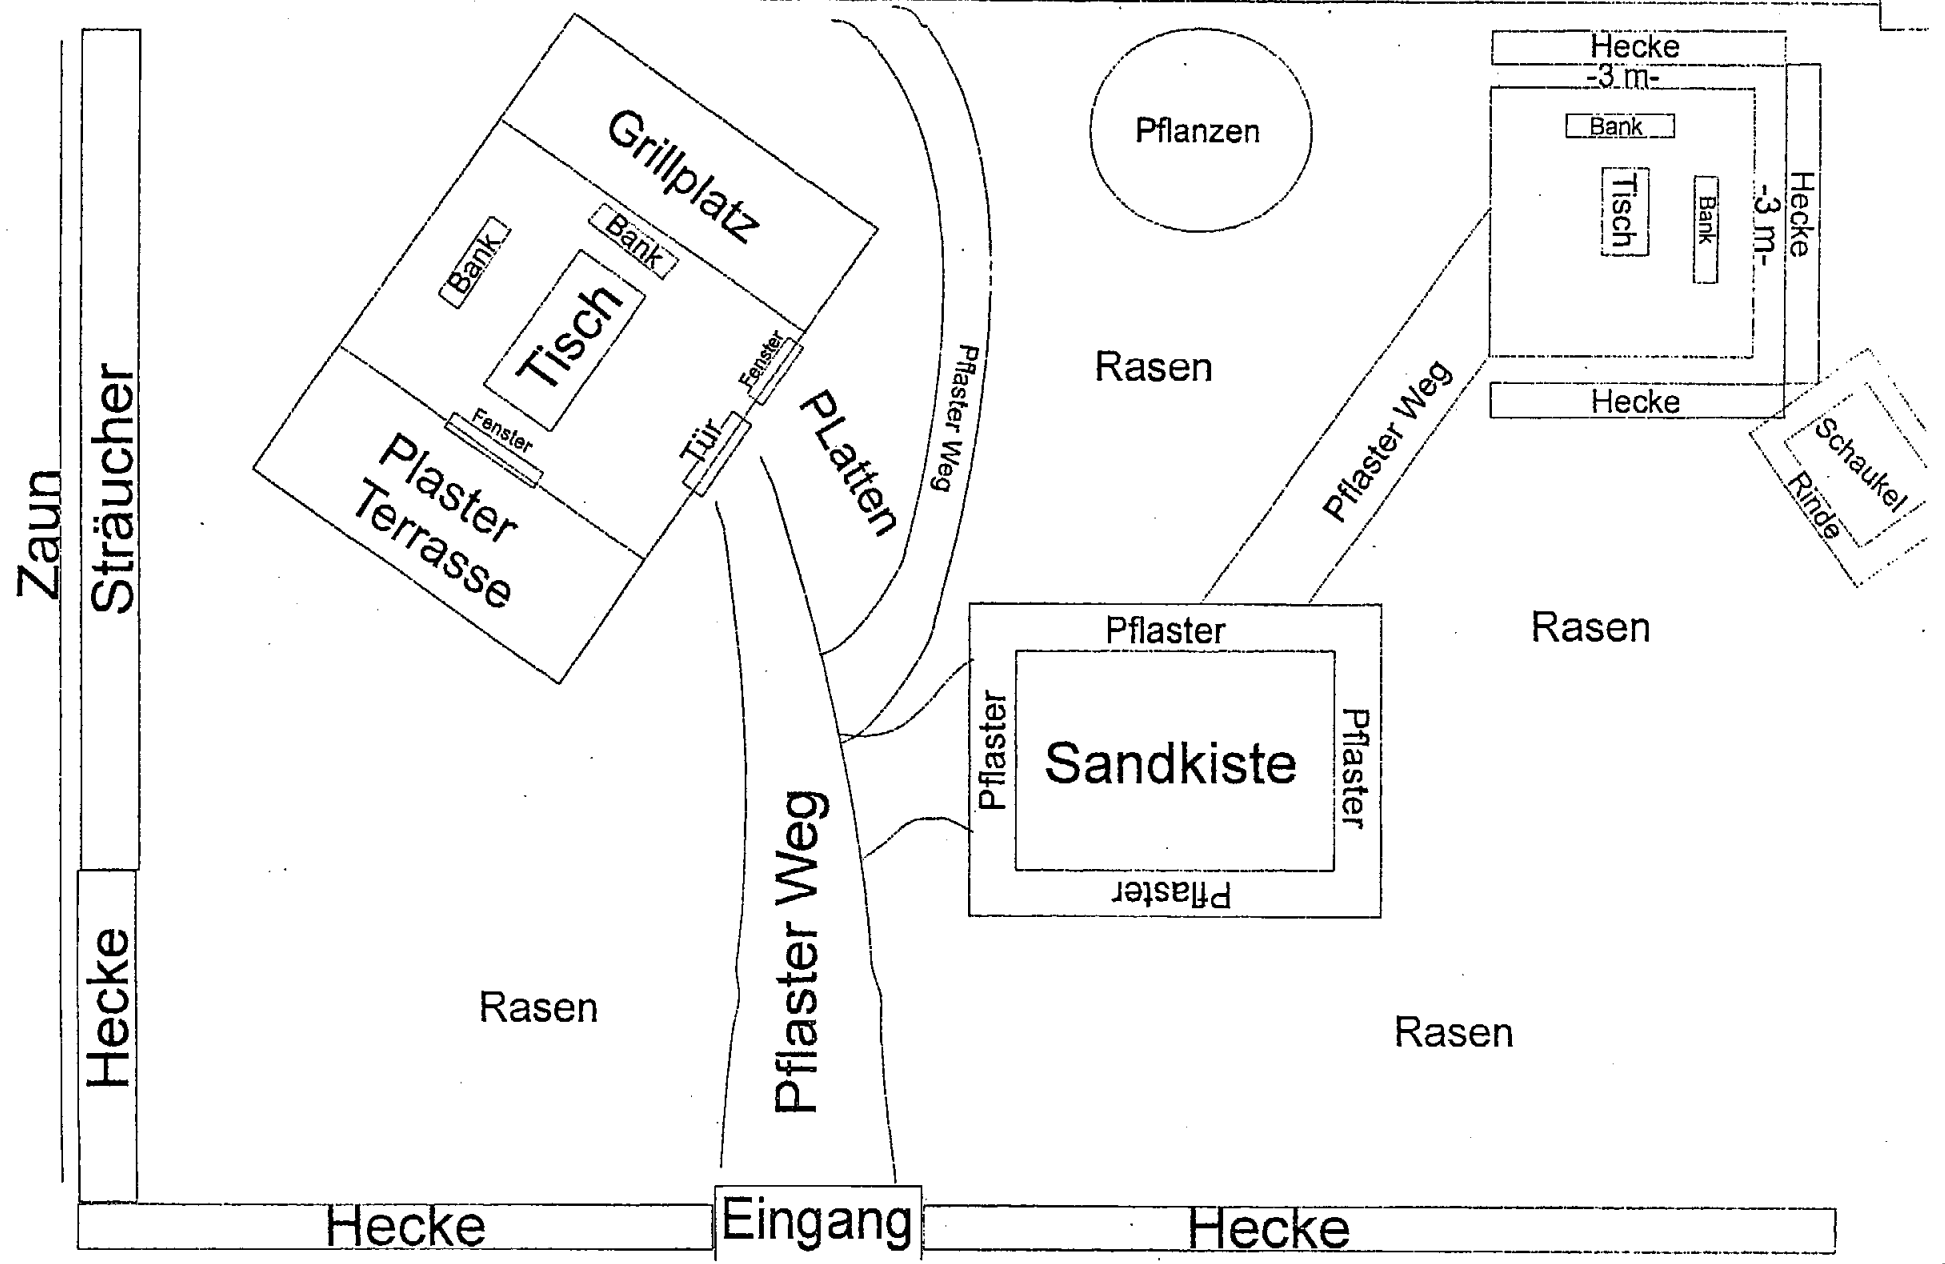 Hecke
-3 m-
Grillplatz
Pflanzen
Bank
Bank
Bank
Tisch
Bank
-3 m-
Hecke
Tisch
Fenster
Rasen
Pflaster Weg
Hecke
Pflaster Weg
PLatten
Tür
Fenster
Plaster
Terrasse
Schaukel
Rinde
Zaun
Sträucher
Pflaster
Rasen
Pflaster
Sandkiste
Pflaster
Pflaster
Pflaster Weg
Hecke
Rasen
Rasen
Hecke
Eingang
Hecke